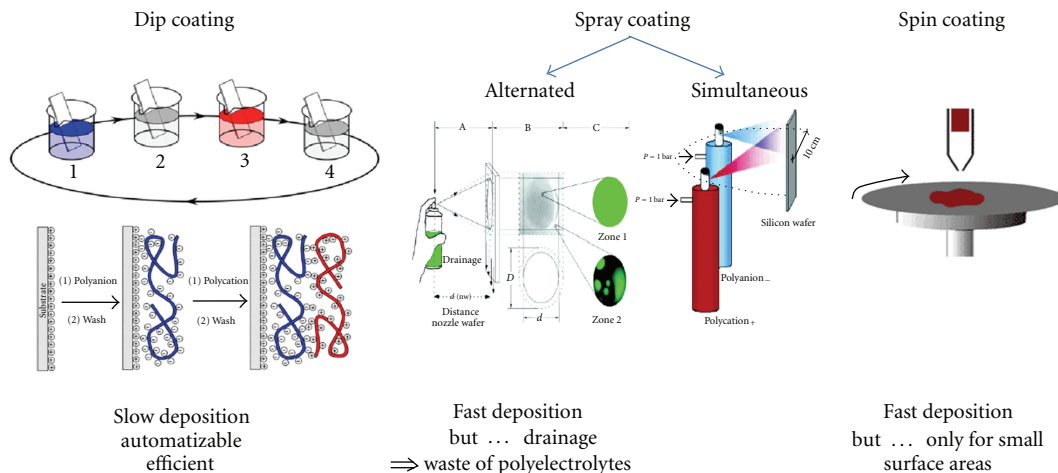 Dip coating
1
2
3
4
Substrate
(1) Polyanion
(2) Wash
(1) Polycation
(2) Wash
Slow deposition
automatizable
efficient
Spray coating
Alternated
A
B
C
Drainage
d (nw)
Distance
nozzle wafer
D
d
Zone 1
Zone 2
Simultaneous
P = 1 bar
P = 1 bar
10 cm
Silicon wafer
Polyanion−
Polycation+
Fast deposition
but … drainage
⇒ waste of polyelectrolytes
Spin coating
Fast deposition
but … only for small
surface areas